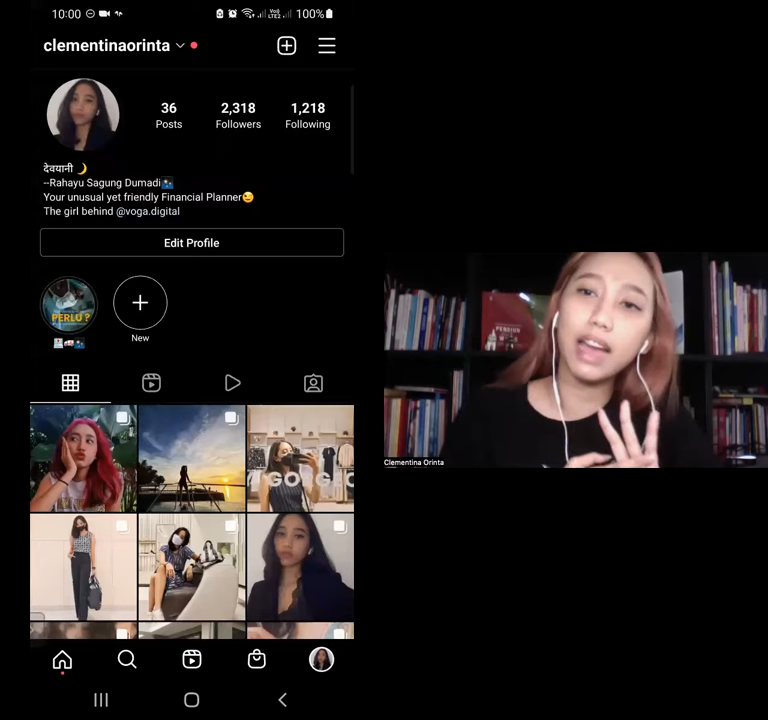 10:00 100%
clementinaorinta
36 2,318 1,218
Posts Followers Following
देवयानी 🌙
--Rahayu Sagung Dumadi🌃
Your unusual yet friendly Financial Planner😉
The girl behind @voga.digital
Edit Profile
PERLU ?
New
Clementina Orinta